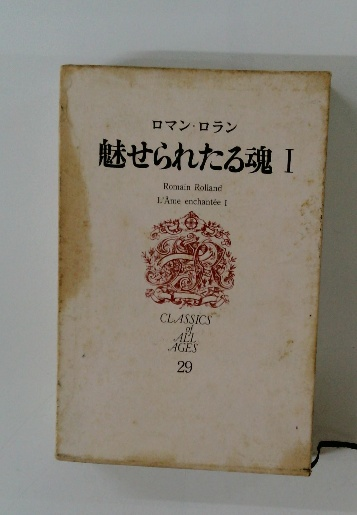 ロマン・ロラン
魅せられたる魂 I
Romain Rolland
L'Âme enchantée I
CLASSICS
of
ALL
AGES
29